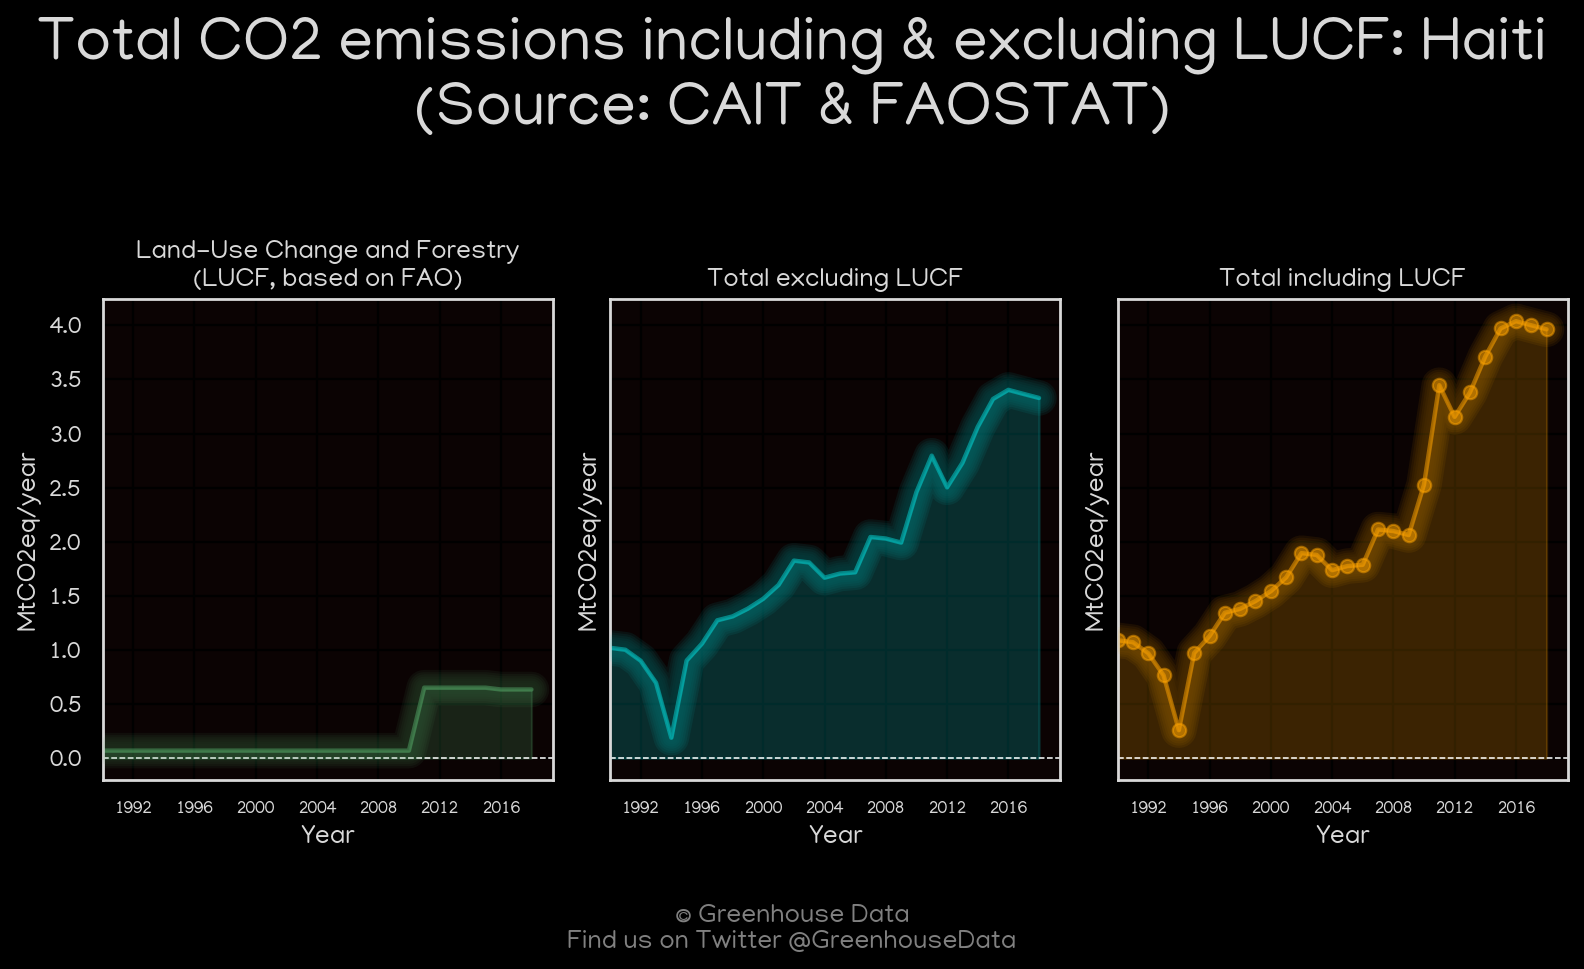 Total CO2 emissions including & excluding LUCF: Haiti
(Source: CAIT & FAOSTAT)
Land-Use Change and Forestry
(LUCF, based on FAO)
Total excluding LUCF
Total including LUCF
4.0
3.5
3.0
2.5
2.0
1.5
1.0
0.5
0.0
MtCO2eq/year
MtCO2eq/year
MtCO2eq/year
1992 1996 2000 2004 2008 2012 2016
1992 1996 2000 2004 2008 2012 2016
1992 1996 2000 2004 2008 2012 2016
Year
Year
Year
© Greenhouse Data
Find us on Twitter @GreenhouseData